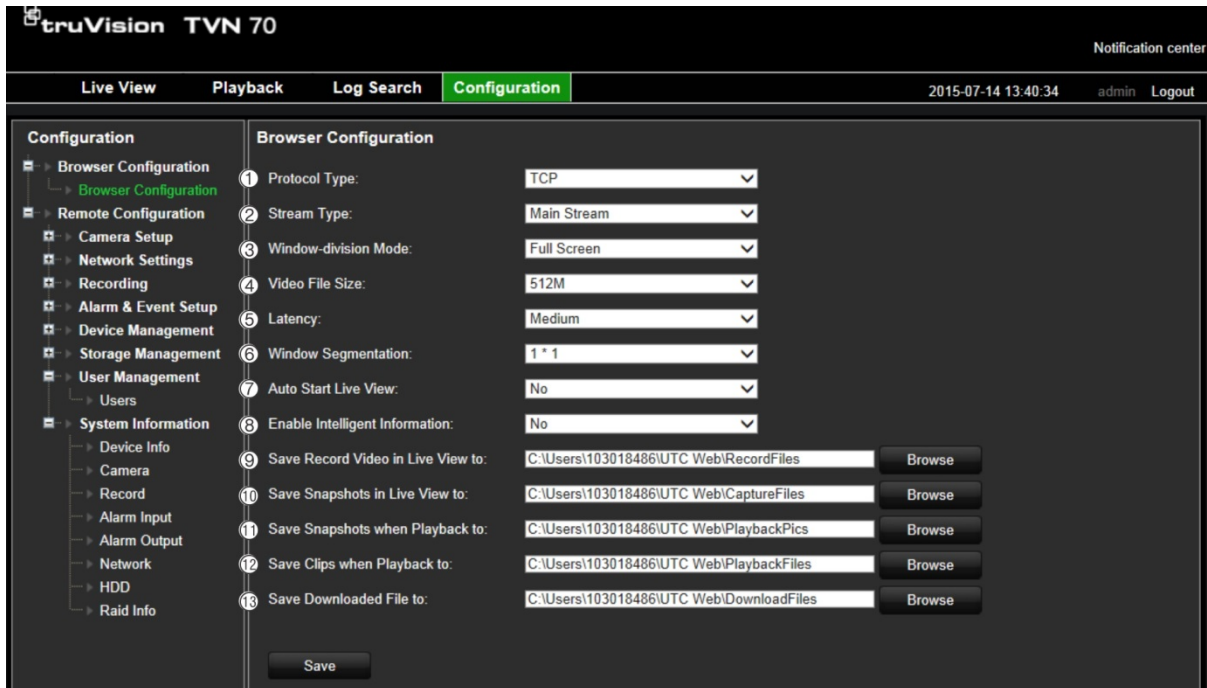 truVision TVN 70
Notification center
Live View Playback Log Search Configuration 2015-07-14 13:40:34 admin Logout
Configuration
Browser Configuration
Browser Configuration
Remote Configuration
Camera Setup
Network Settings
Recording
Alarm & Event Setup
Device Management
Storage Management
User Management
Users
System Information
Device Info
Camera
Record
Alarm Input
Alarm Output
Network
HDD
Raid Info
Browser Configuration
1 Protocol Type: TCP
2 Stream Type: Main Stream
3 Window-division Mode: Full Screen
4 Video File Size: 512M
5 Latency: Medium
6 Window Segmentation: 1 * 1
7 Auto Start Live View: No
8 Enable Intelligent Information: No
9 Save Record Video in Live View to: C:\Users\103018486\UTC Web\RecordFiles Browse
10 Save Snapshots in Live View to: C:\Users\103018486\UTC Web\CaptureFiles Browse
11 Save Snapshots when Playback to: C:\Users\103018486\UTC Web\PlaybackPics Browse
12 Save Clips when Playback to: C:\Users\103018486\UTC Web\PlaybackFiles Browse
13 Save Downloaded File to: C:\Users\103018486\UTC Web\DownloadFiles Browse
Save